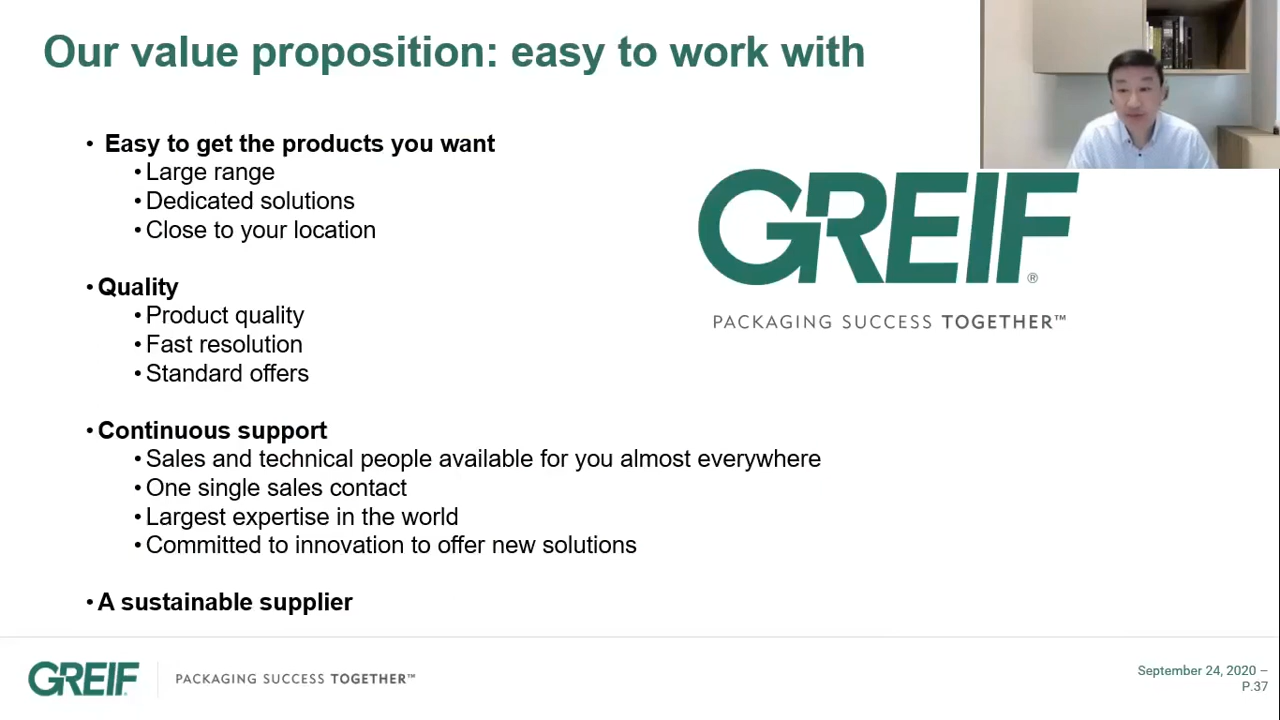 Our value proposition: easy to work with
• Easy to get the products you want
• Large range
• Dedicated solutions
• Close to your location
• Quality
• Product quality
• Fast resolution
• Standard offers
• Continuous support
• Sales and technical people available for you almost everywhere
• One single sales contact
• Largest expertise in the world
• Committed to innovation to offer new solutions
• A sustainable supplier
GREIF®
PACKAGING SUCCESS TOGETHER™
GREIF
PACKAGING SUCCESS TOGETHER™
September 24, 2020 –
P.37